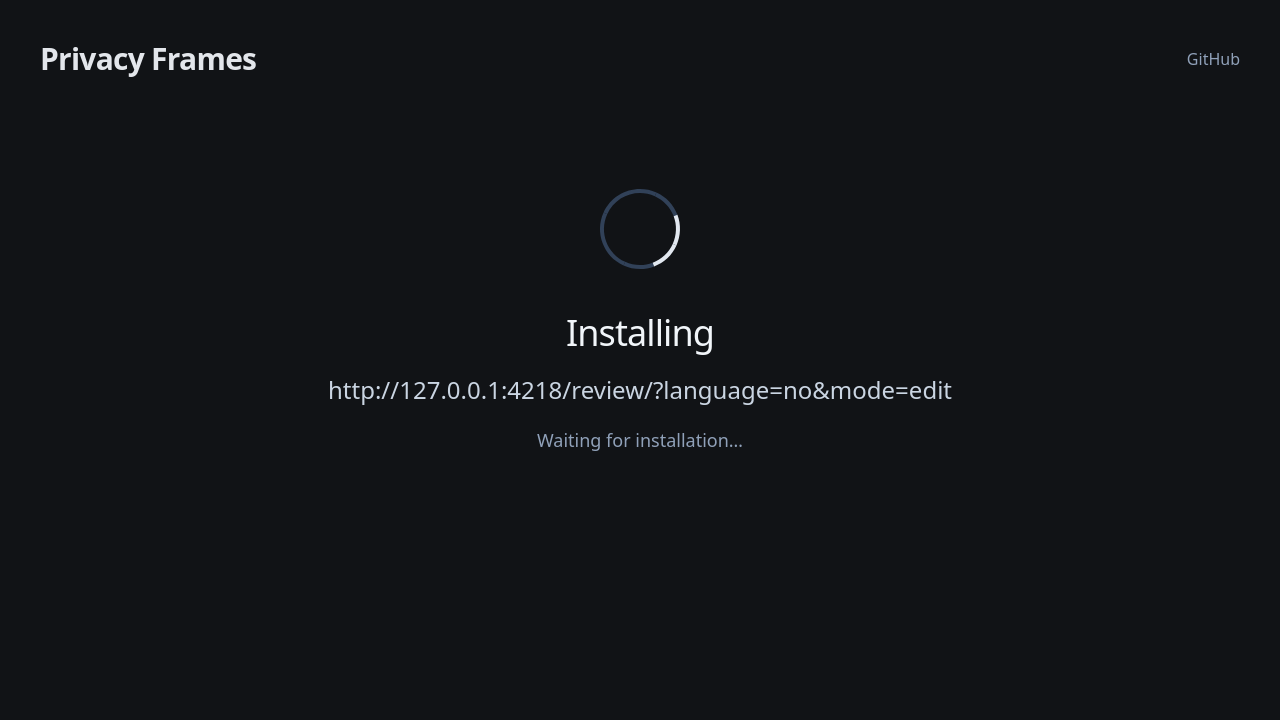 Privacy Frames
GitHub
Installing
http://127.0.0.1:4218/review/?language=no&mode=edit
Waiting for installation...